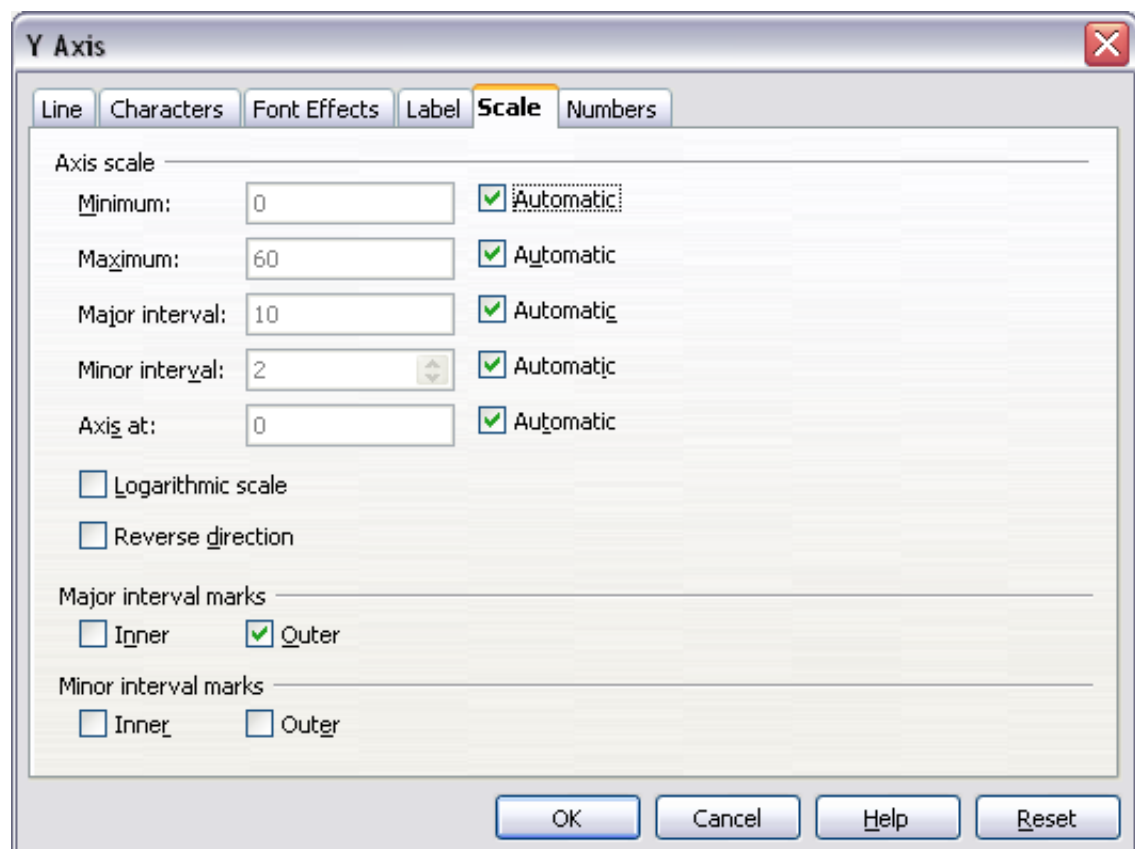 Y Axis
Line Characters Font Effects Label Scale Numbers
Axis scale
Minimum: 0 Automatic
Maximum: 60 Automatic
Major interval: 10 Automatic
Minor interval: 2 Automatic
Axis at: 0 Automatic
Logarithmic scale
Reverse direction
Major interval marks
Inner Outer
Minor interval marks
Inner Outer
OK Cancel Help Reset